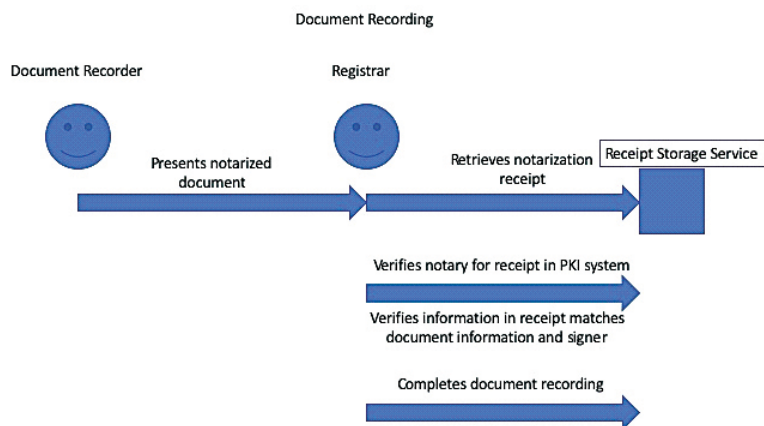 Document Recording
Document Recorder
Registrar
Presents notarized
document
Retrieves notarization
receipt
Receipt Storage Service
Verifies notary for receipt in PKI system
Verifies information in receipt matches
document information and signer
Completes document recording